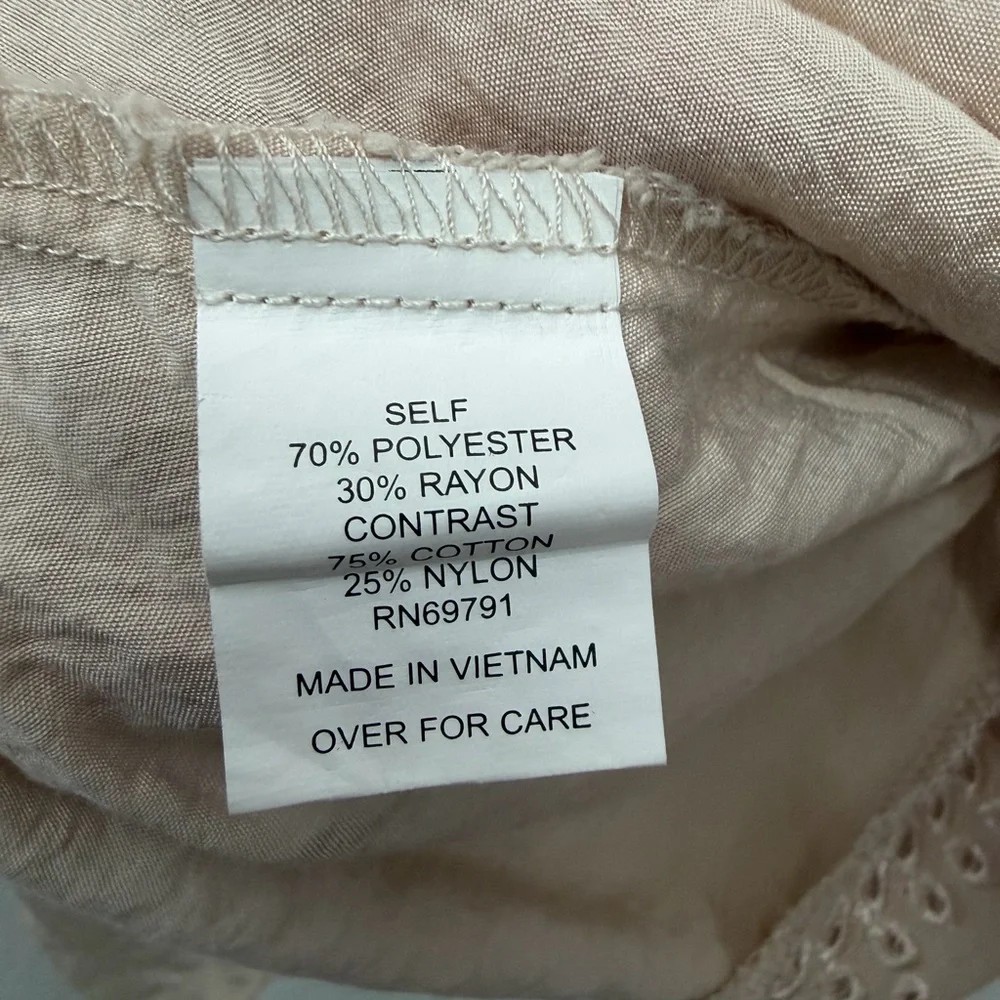 SELF
70% POLYESTER
30% RAYON
CONTRAST
75% COTTON
25% NYLON
RN69791
MADE IN VIETNAM
OVER FOR CARE